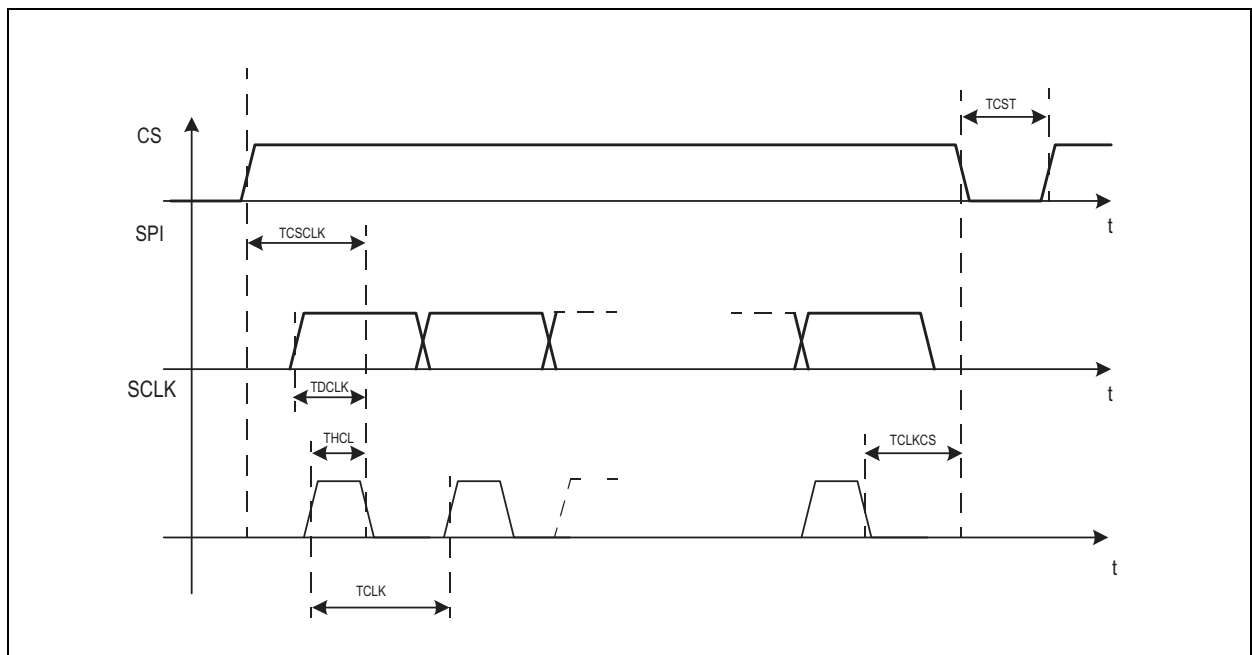 TCST
CS
t
SPI
TCSCLK
TDCLK
t
SCLK
THCL
TCLKCS
t
TCLK